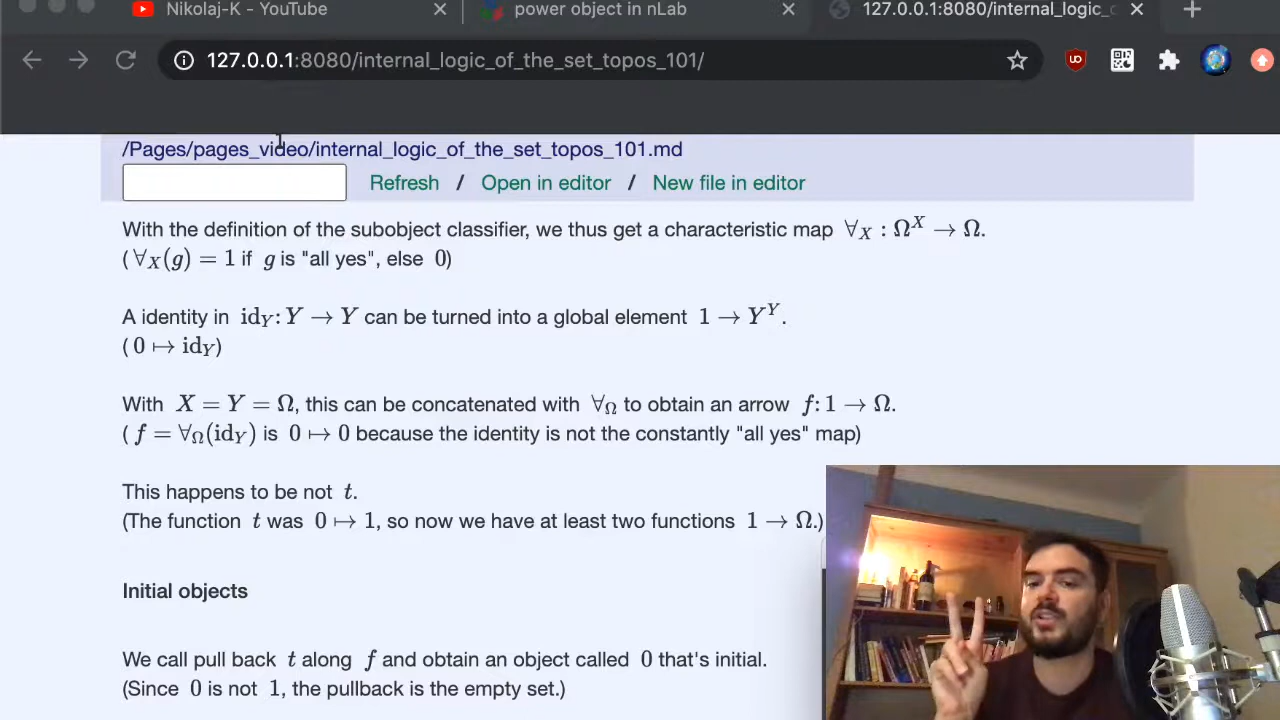 Nikolaj-K - YouTube
power object in nLab
127.0.0.1:8080/internal_logic_o
127.0.0.1:8080/internal_logic_of_the_set_topos_101/
/Pages/pages_video/internal_logic_of_the_set_topos_101.md
Refresh / Open in editor / New file in editor
With the definition of the subobject classifier, we thus get a characteristic map ∀_X : Ω^X → Ω.
( ∀_X(g) = 1 if g is "all yes", else 0)
A identity in id_Y: Y → Y can be turned into a global element 1 → Y^Y.
( 0 ↦ id_Y)
With X = Y = Ω, this can be concatenated with ∀_Ω to obtain an arrow f: 1 → Ω.
( f = ∀_Ω(id_Y) is 0 ↦ 0 because the identity is not the constantly "all yes" map)
This happens to be not t.
(The function t was 0 ↦ 1, so now we have at least two functions 1 → Ω.)
Initial objects
We call pull back t along f and obtain an object called 0 that's initial.
(Since 0 is not 1, the pullback is the empty set.)